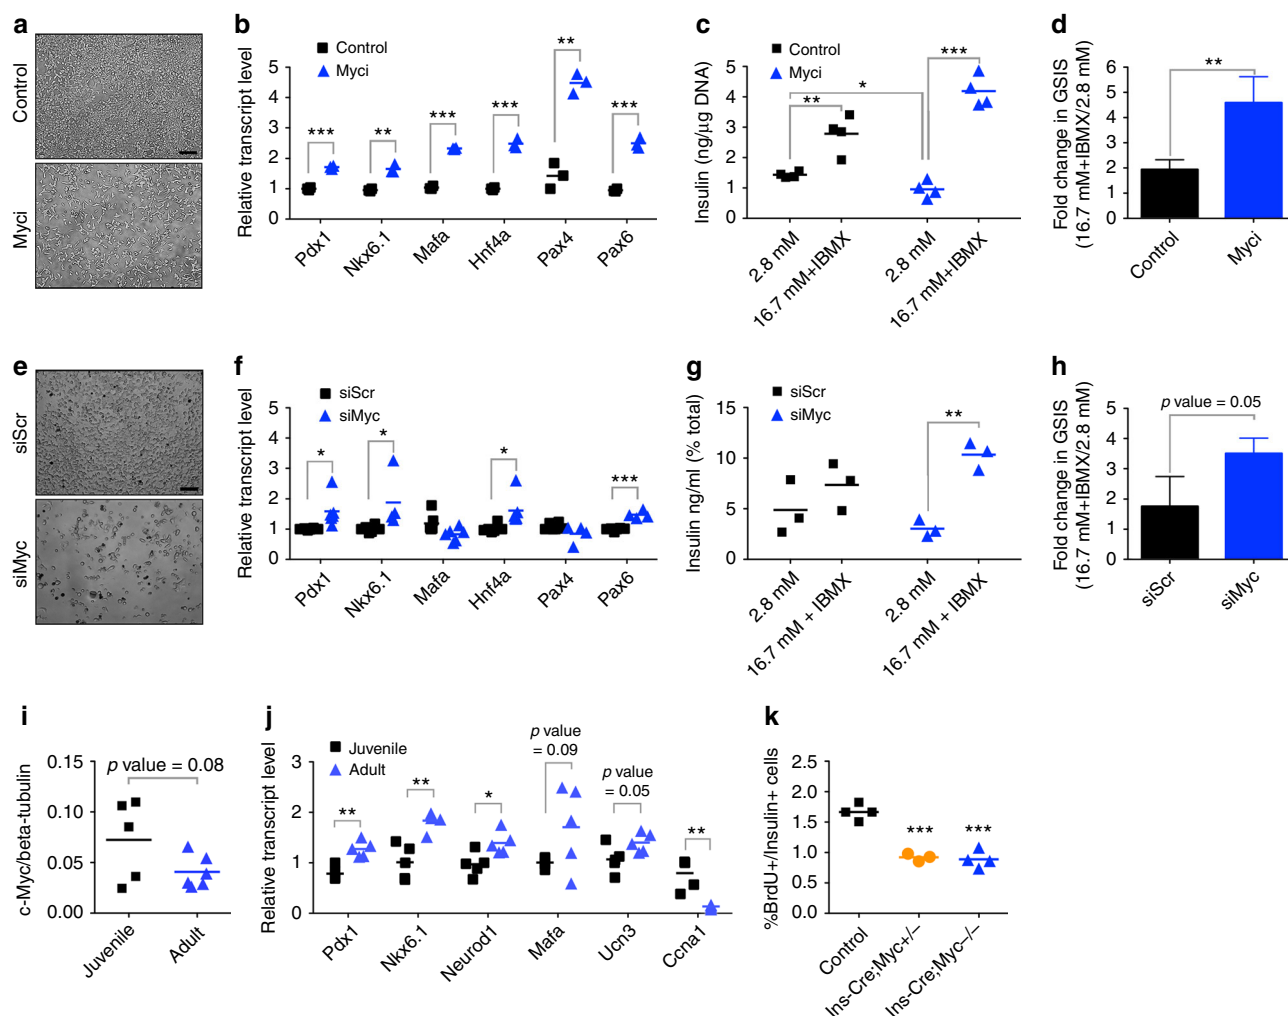 a
Control
Myci
b
Control
Myci
Relative transcript level
5
4
3
2
1
0
***
**
***
***
**
***
Pdx1
Nkx6.1
Mafa
Hnf4a
Pax4
Pax6
c
Control
Myci
Insulin (ng/μg DNA)
5
4
3
2
1
0
**
*
***
2.8 mM
16.7 mM+IBMX
2.8 mM
16.7 mM+IBMX
d
Fold change in GSIS
(16.7 mM+IBMX/2.8 mM)
6
5
4
3
2
1
0
**
Control
Myci
e
siScr
siMyc
f
siScr
siMyc
Relative transcript level
5
4
3
2
1
0
*
*
*
***
Pdx1
Nkx6.1
Mafa
Hnf4a
Pax4
Pax6
g
siScr
siMyc
Insulin ng/ml (% total)
15
10
5
0
**
2.8 mM
16.7 mM + IBMX
2.8 mM
16.7 mM + IBMX
h
Fold change in GSIS
(16.7 mM+IBMX/2.8 mM)
5
4
3
2
1
0
p value = 0.05
siScr
siMyc
i
c-Myc/beta-tubulin
0.15
0.10
0.05
0.00
p value = 0.08
Juvenile
Adult
j
Juvenile
Adult
Relative transcript level
3
2
1
0
**
**
*
p value
= 0.09
p value
= 0.05
**
Pdx1
Nkx6.1
Neurod1
Mafa
Ucn3
Ccna1
k
%BrdU+/Insulin+ cells
2.5
2.0
1.5
1.0
0.5
0.0
***
***
Control
Ins-Cre;Myc+/−
Ins-Cre;Myc−/−